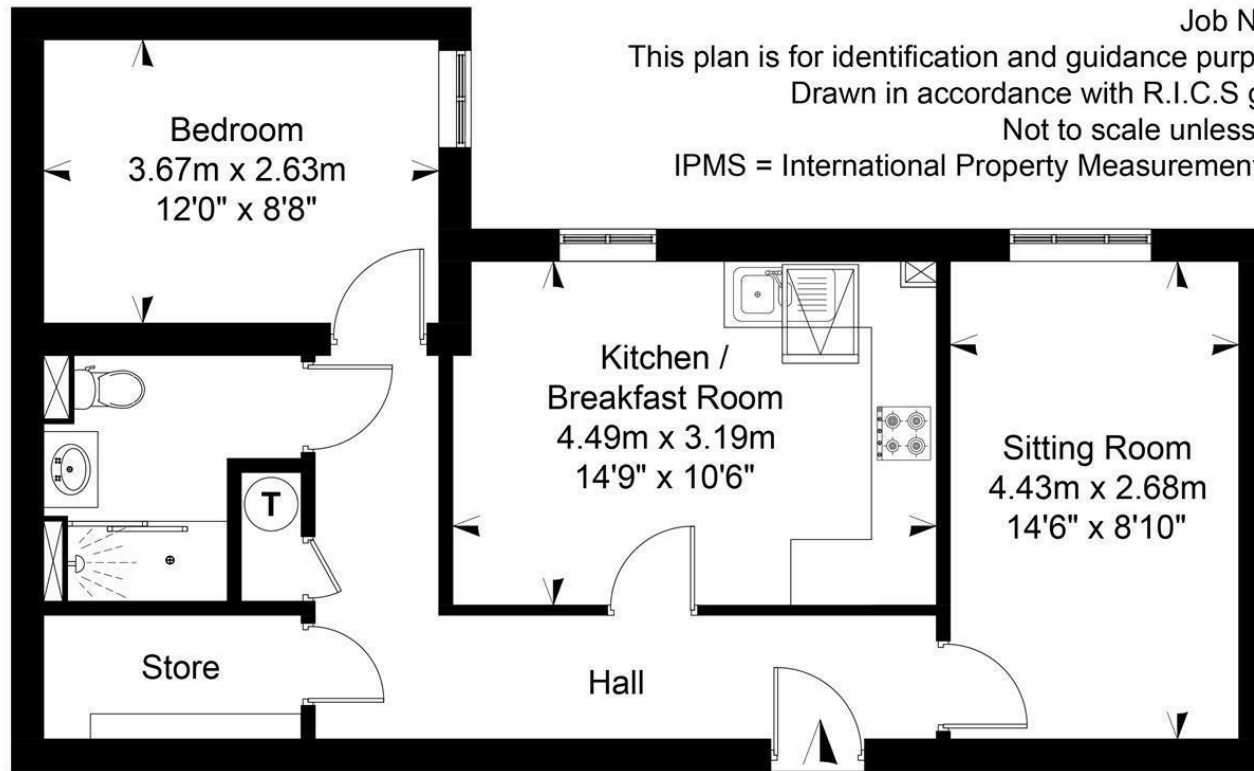 Job N
This plan is for identification and guidance purp
Drawn in accordance with R.I.C.S g
Not to scale unless
IPMS = International Property Measurement
Bedroom
3.67m x 2.63m
12'0" x 8'8"
Kitchen /
Breakfast Room
4.49m x 3.19m
14'9" x 10'6"
Sitting Room
4.43m x 2.68m
14'6" x 8'10"
T
Store
Hall